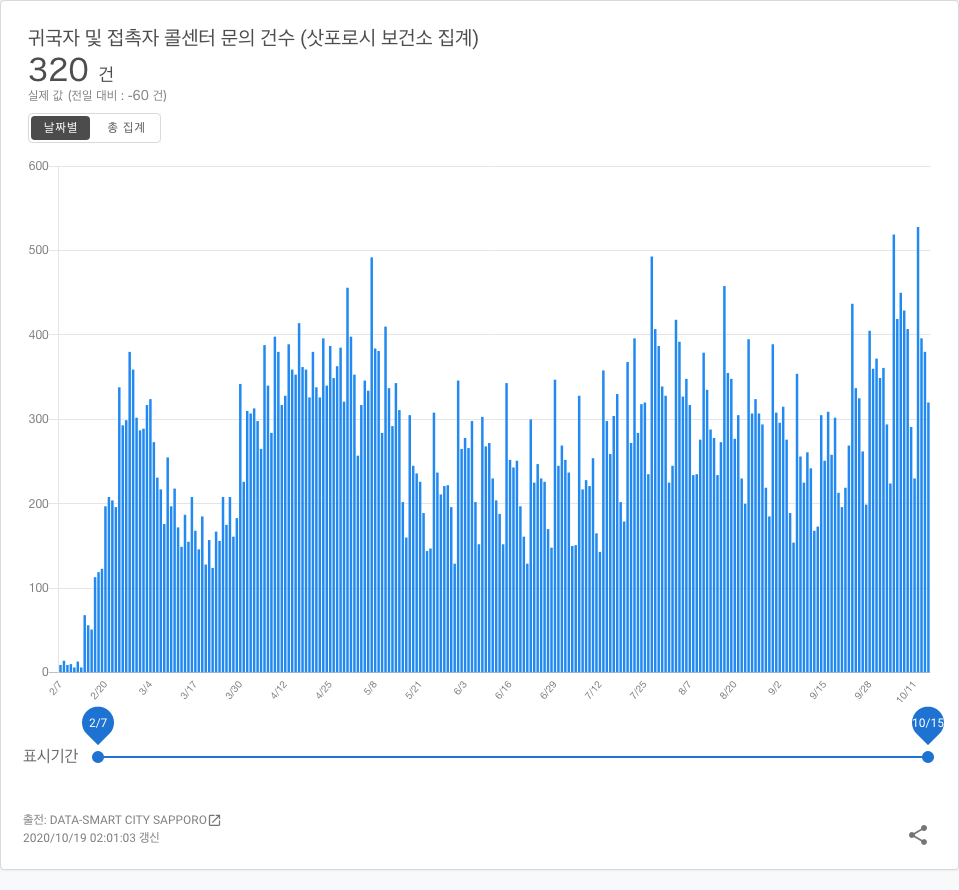 귀국자 및 접촉자 콜센터 문의 건수 (삿포로시 보건소 집계)
320 건
실제 값 (전일 대비 : -60 건)
날짜별 총 집계
600
500
400
300
200
100
0
2/7 2/20 3/4 3/17 3/30 4/12 4/25 5/8 5/21 6/3 6/16 6/29 7/12 7/25 8/7 8/20 9/2 9/15 9/28 10/11
2/7 10/15
표시기간
출전: DATA-SMART CITY SAPPORO
2020/10/19 02:01:03 갱신